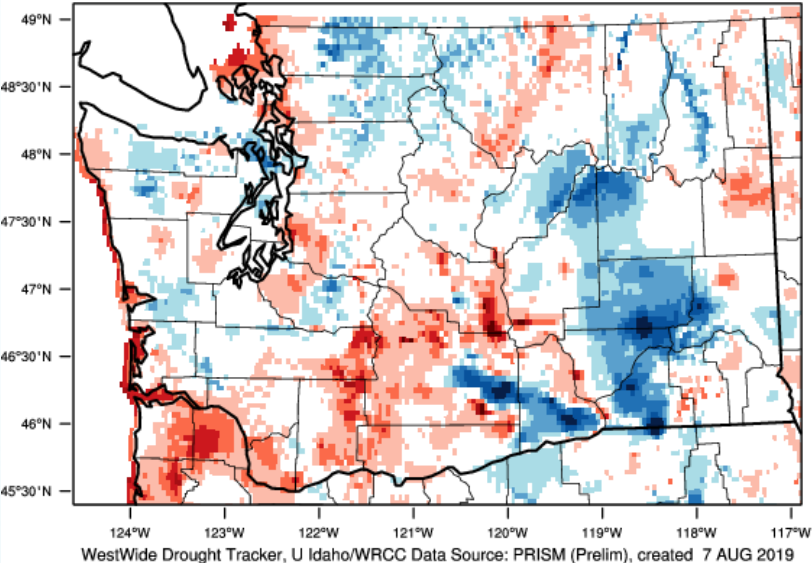 49°N
48°30'N
48°N
47°30'N
47°N
46°30'N
46°N
45°30'N
124°W 123°W 122°W 121°W 120°W 119°W 118°W 117°W
WestWide Drought Tracker, U Idaho/WRCC Data Source: PRISM (Prelim), created 7 AUG 2019